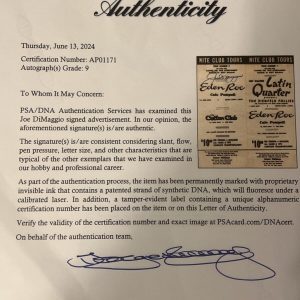 Authenticity
Thursday, June 13, 2024
Certification Number: AP01171
Autograph(s) Grade: 9
To Whom It May Concern:
PSA/DNA Authentication Services has examined this
Joe DiMaggio signed advertisement. In our opinion, the
aforementioned signature(s) is/are authentic.
The signature(s) is/are consistent considering slant, flow,
pen pressure, letter size, and other characteristics that are
typical of the other exemplars that we have examined in
our hobby and professional career.
NITE CLUB TOURS
Eden Roc
Cafe Pompeii
NITE CLUB TOURS
Latin
Quarter
Eden Roc
Cafe Pompeii
As part of the authentication process, the item has been permanently marked with proprietary
invisible ink that contains a patented strand of synthetic DNA, which will fluoresce under a
calibrated laser. In addition, a tamper-evident label containing a unique alphanumeric
certification number has been placed on the item or on this Letter of Authenticity.
Verify the validity of the certification number and exact image at PSAcard.com/DNAcert.
On behalf of the authentication team,